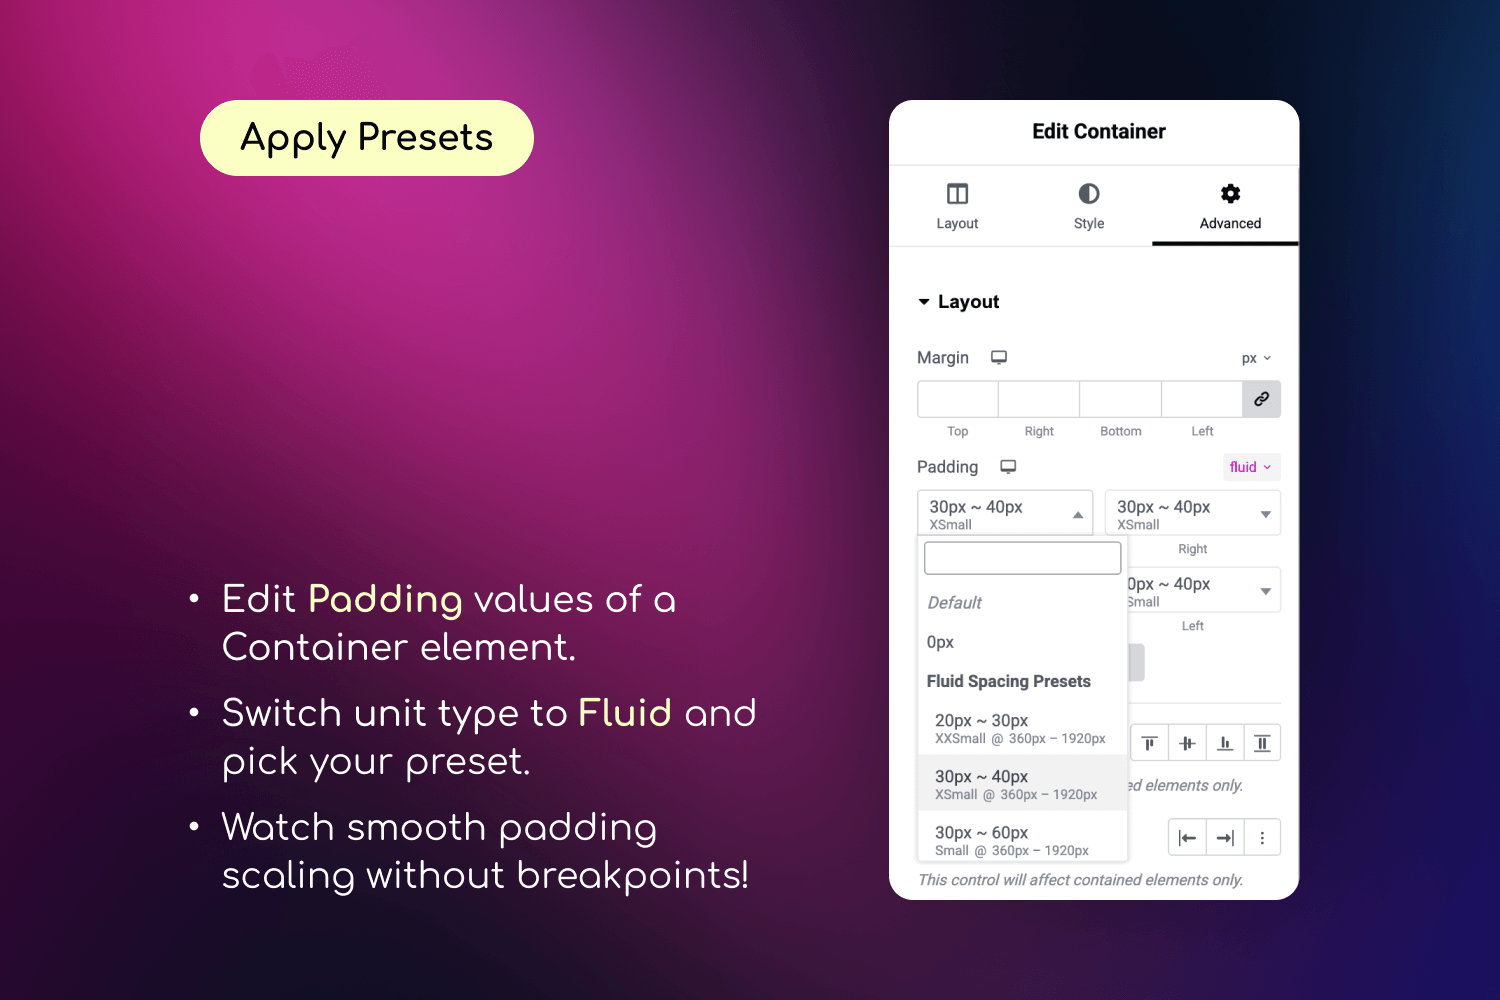 Apply Presets
• Edit Padding values of a
Container element.
• Switch unit type to Fluid and
pick your preset.
• Watch smooth padding
scaling without breakpoints!
Edit Container
Layout Style Advanced
Layout
Margin px
Top Right Bottom Left
Padding fluid
30px ~ 40px 30px ~ 40px
XSmall XSmall
Right
0px ~ 40px
Small
Left
Default
0px
Fluid Spacing Presets
20px ~ 30px
XXSmall @ 360px – 1920px
30px ~ 40px
XSmall @ 360px – 1920px
ed elements only.
30px ~ 60px
Small @ 360px – 1920px
This control will affect contained elements only.